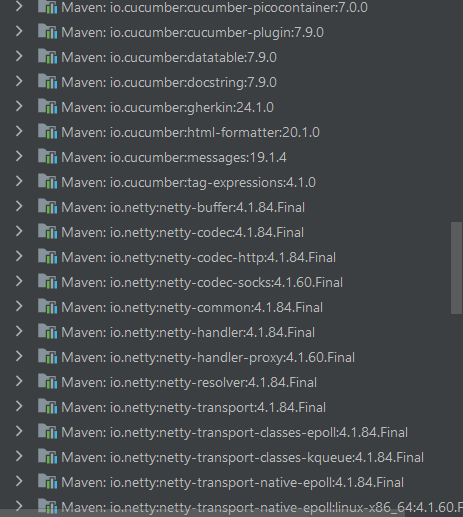 Maven: io.cucumber:cucumber-picocontainer:7.0.0
Maven: io.cucumber:cucumber-plugin:7.9.0
Maven: io.cucumber:datatable:7.9.0
Maven: io.cucumber:docstring:7.9.0
Maven: io.cucumber:gherkin:24.1.0
Maven: io.cucumber:html-formatter:20.1.0
Maven: io.cucumber:messages:19.1.4
Maven: io.cucumber:tag-expressions:4.1.0
Maven: io.netty:netty-buffer:4.1.84.Final
Maven: io.netty:netty-codec:4.1.84.Final
Maven: io.netty:netty-codec-http:4.1.84.Final
Maven: io.netty:netty-codec-socks:4.1.60.Final
Maven: io.netty:netty-common:4.1.84.Final
Maven: io.netty:netty-handler:4.1.84.Final
Maven: io.netty:netty-handler-proxy:4.1.60.Final
Maven: io.netty:netty-resolver:4.1.84.Final
Maven: io.netty:netty-transport:4.1.84.Final
Maven: io.netty:netty-transport-classes-epoll:4.1.84.Final
Maven: io.netty:netty-transport-classes-kqueue:4.1.84.Final
Maven: io.netty:netty-transport-native-epoll:4.1.84.Final
Maven: io.netty:netty-transport-native-epoll:linux-x86_64:4.1.60.F